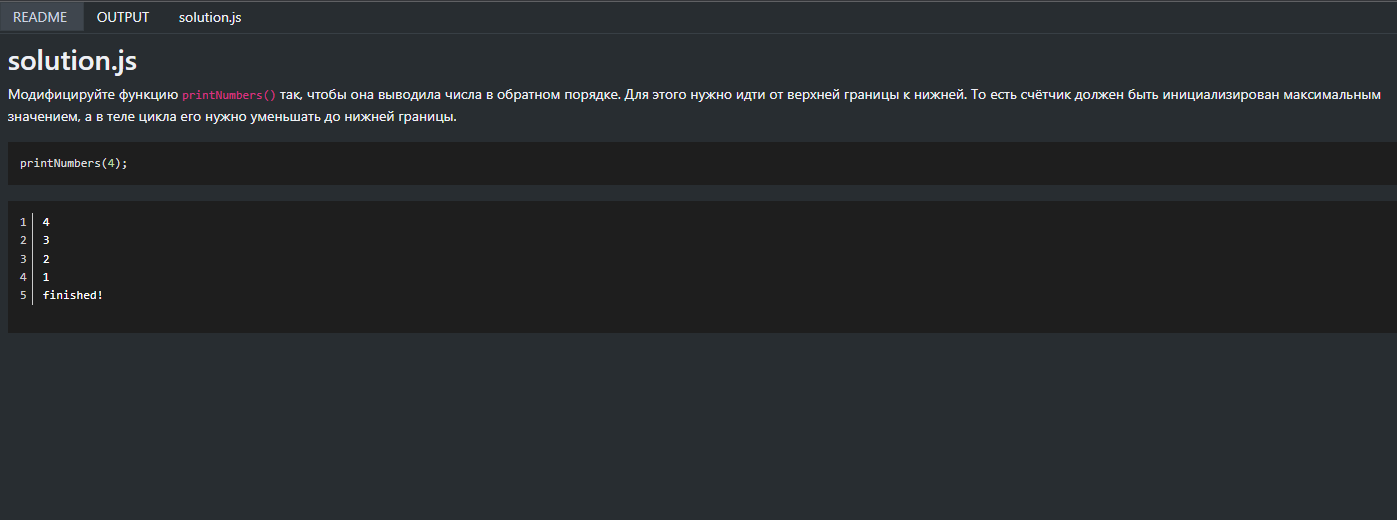 README OUTPUT solution.js
solution.js
Модифицируйте функцию printNumbers() так, чтобы она выводила числа в обратном порядке. Для этого нужно идти от верхней границы к нижней. То есть счётчик должен быть инициализирован максимальным
значением, а в теле цикла его нужно уменьшать до нижней границы.
printNumbers(4);
1 4
2 3
3 2
4 1
5 finished!